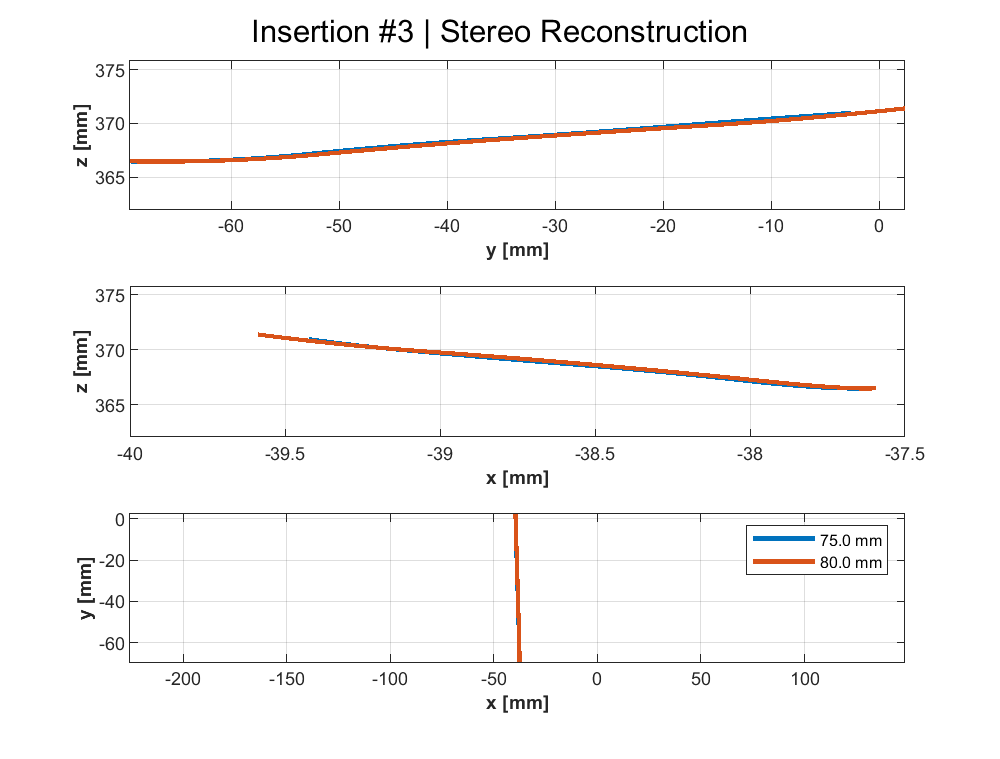 Insertion #3 | Stereo Reconstruction
375
370
365
z [mm]
-60 -50 -40 -30 -20 -10 0
y [mm]
375
370
365
z [mm]
-40 -39.5 -39 -38.5 -38 -37.5
x [mm]
0
-20
-40
-60
y [mm]
75.0 mm
80.0 mm
-200 -150 -100 -50 0 50 100
x [mm]